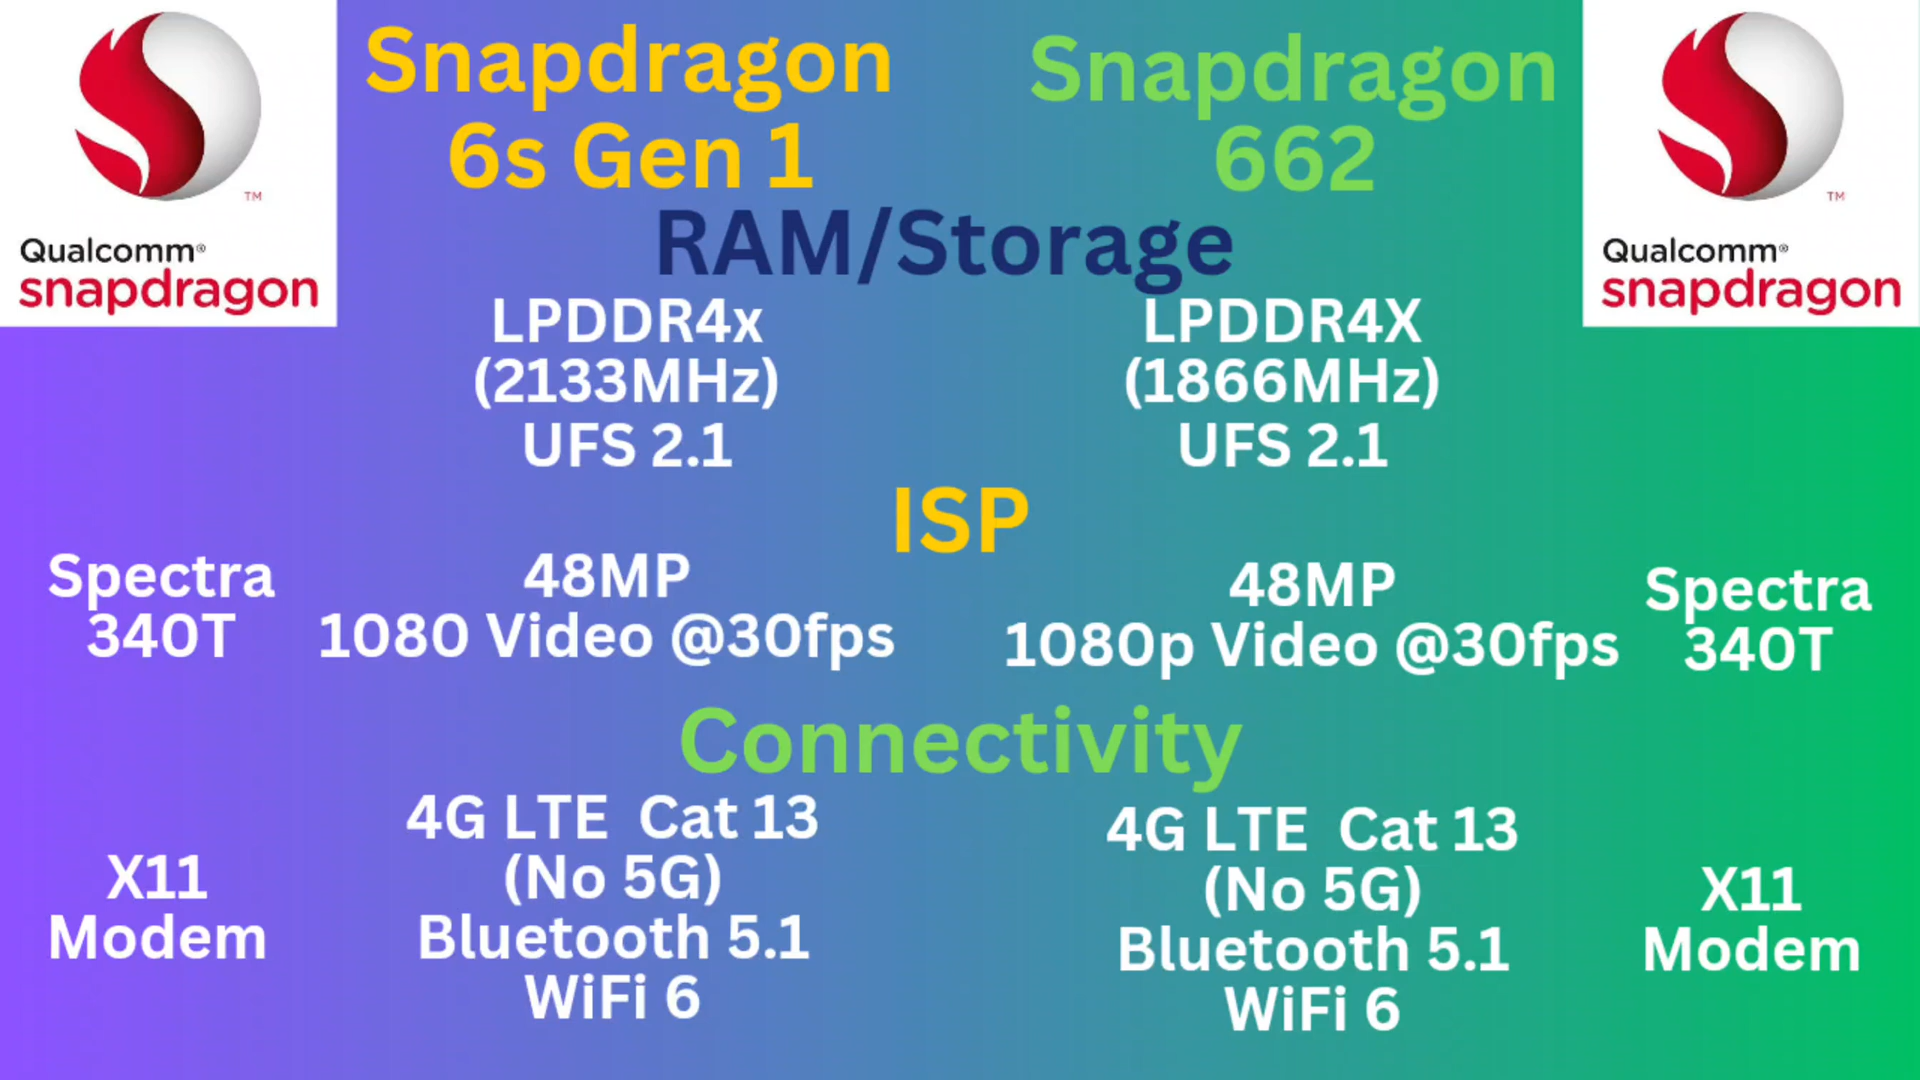 Qualcomm®
snapdragon
TM
Snapdragon
6s Gen 1
Snapdragon
662
TM
Qualcomm®
snapdragon
RAM/Storage
LPDDR4x
(2133MHz)
UFS 2.1
LPDDR4X
(1866MHz)
UFS 2.1
ISP
Spectra
340T
48MP
1080 Video @30fps
48MP
1080p Video @30fps
Spectra
340T
Connectivity
X11
Modem
4G LTE  Cat 13
(No 5G)
Bluetooth 5.1
WiFi 6
4G LTE  Cat 13
(No 5G)
Bluetooth 5.1
WiFi 6
X11
Modem